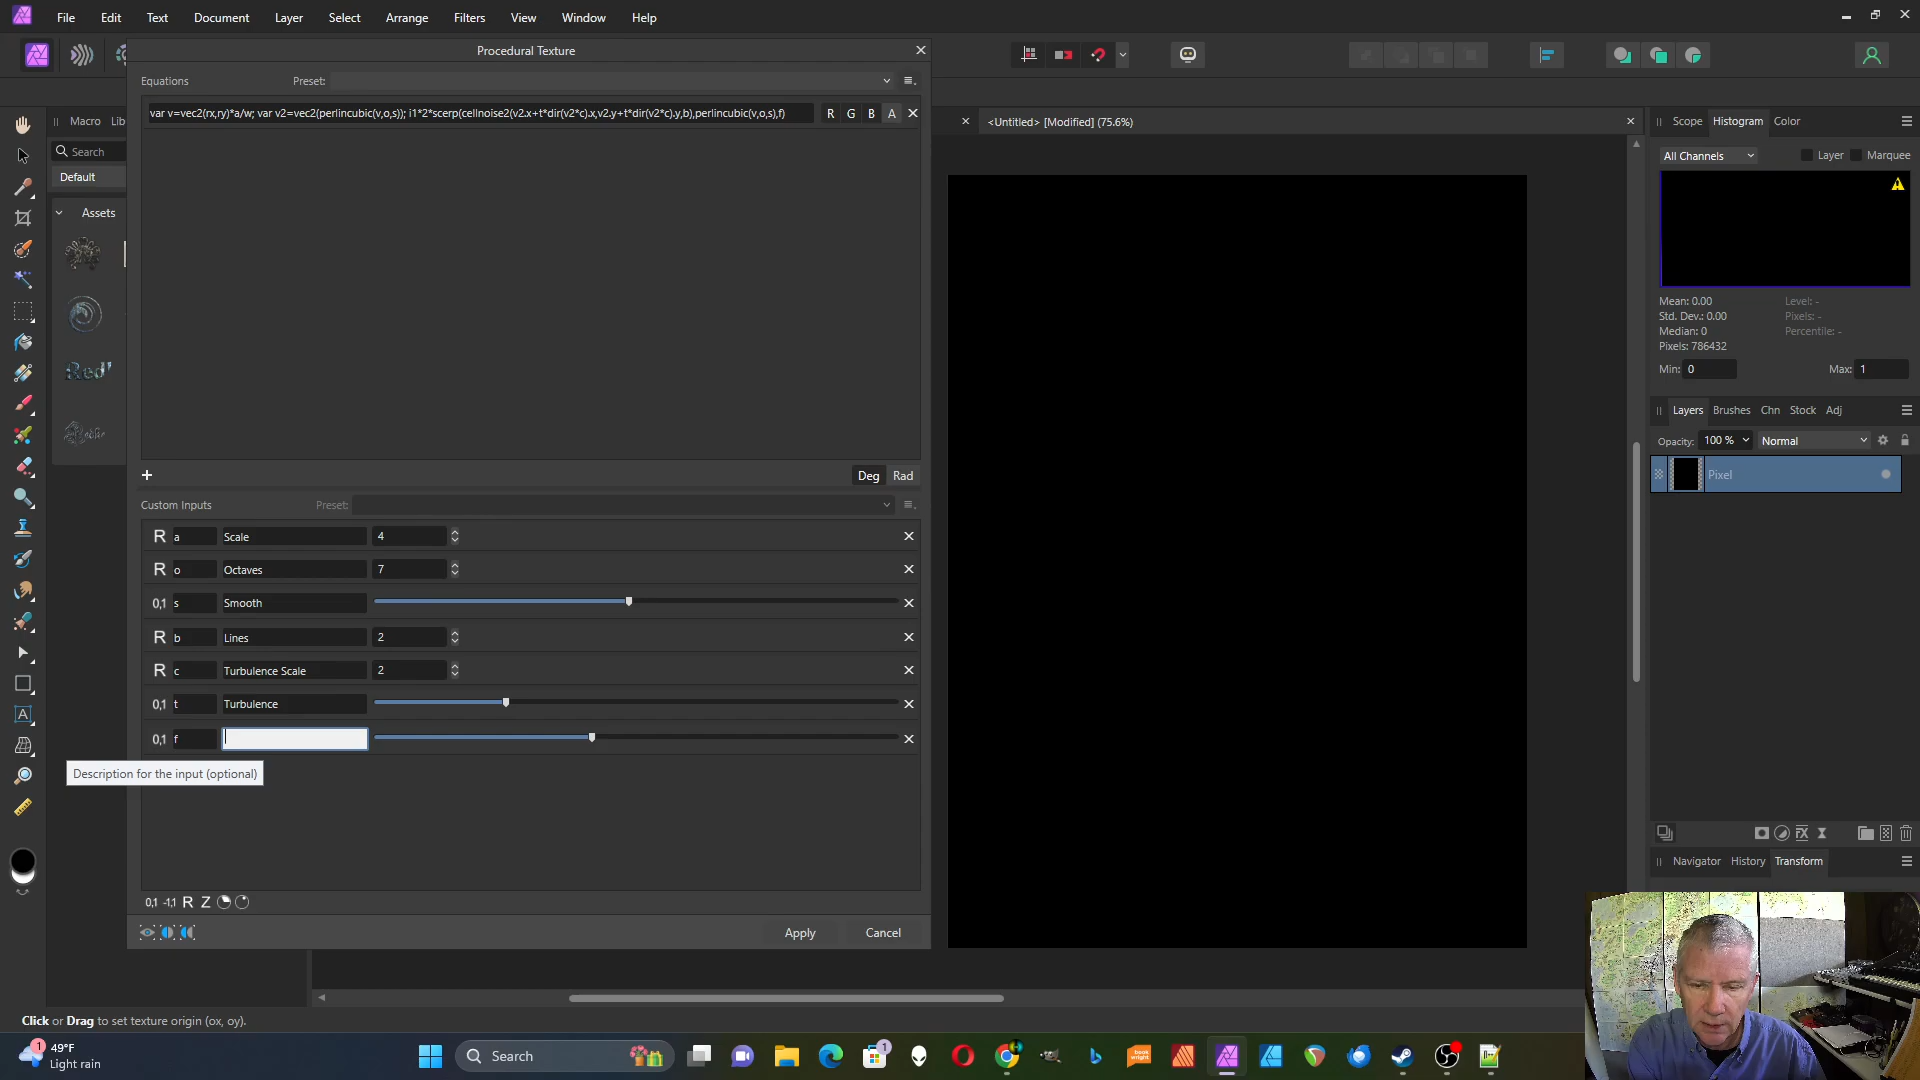 File Edit Text Document Layer Select Arrange Filters View Window Help
Procedural Texture
Equations Preset:
var v=vec2(rx,ry)*a/w; var v2=vec2(perlincubic(v,o,s)); i1*2*scerp(cellnoise2(v2.x+t*dir(v2*c).x,v2.y+t*dir(v2*c).y,b),perlincubic(v,o,s),f) R G B A
Macro Lib
Search
Default
Assets
<Untitled> [Modified] (75.6%)
Scope Histogram Color
All Channels Layer Marquee
Mean: 0.00 Level: -
Std. Dev.: 0.00 Pixels: -
Median: 0 Percentile: -
Pixels: 786432
Min: 0 Max: 1
Layers Brushes Chn Stock Adj
Opacity: 100 % Normal
Pixel
Deg Rad
Custom Inputs Preset:
R a Scale 4
R o Octaves 7
0,1 s Smooth
R b Lines 2
R c Turbulence Scale 2
0,1 t Turbulence
0,1 f
Description for the input (optional)
0,1 -1,1 R Z
Apply Cancel
Navigator History Transform
Click or Drag to set texture origin (ox, oy).
1 49°F
Light rain
Search
1